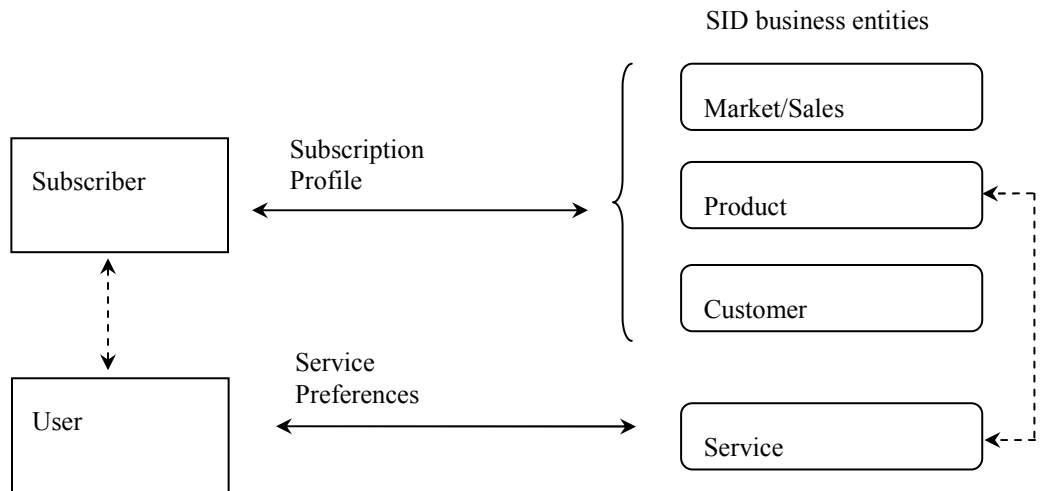 SID business entities
Market/Sales
Subscription
Profile
Subscriber
Product
Customer
Service
Preferences
User
Service